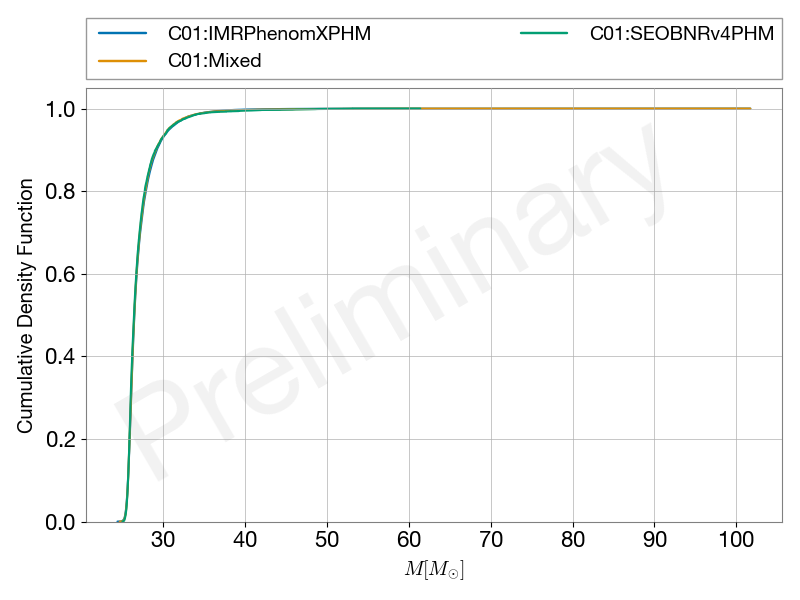 C01:IMRPhenomXPHM
C01:SEOBNRv4PHM
C01:Mixed
Cumulative Density Function
1.0
0.8
0.6
0.4
0.2
0.0
Preliminary
30 40 50 60 70 80 90 100
M[M⊙]